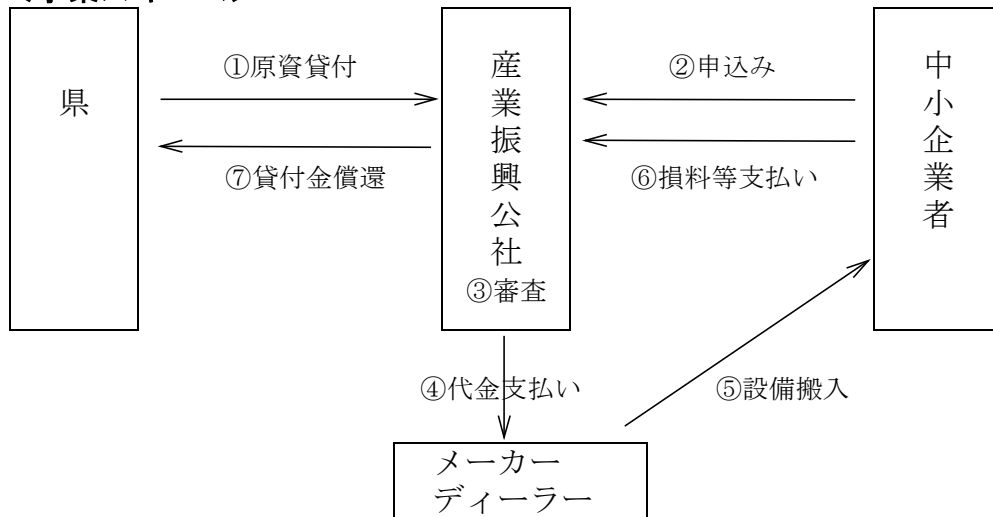 県
①原資貸付
⑦貸付金償還
産業振興公社
③審査
②申込み
⑥損料等支払い
中小企業者
④代金支払い
⑤設備搬入
メーカー
ディーラー